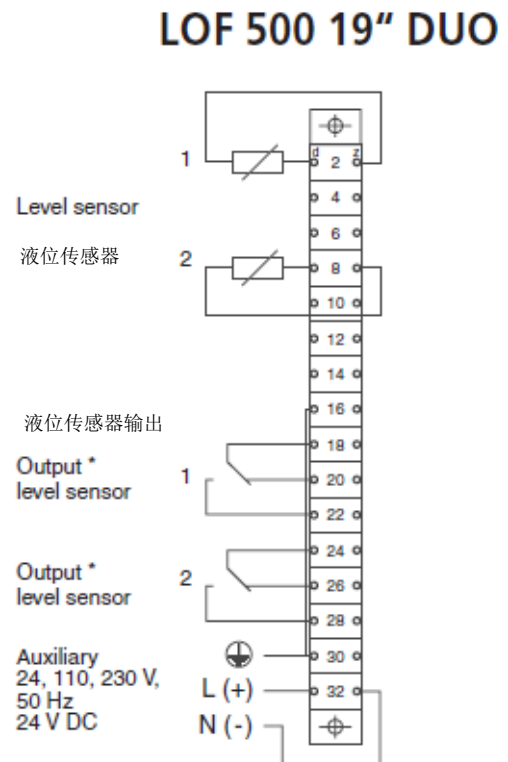 LOF 500 19“ DUO
d z
1
2
4
Level sensor
6
液位传感器
2
8
10
12
14
16
液位传感器输出
18
Output *
level sensor
1
20
22
24
Output *
level sensor
2
26
28
Auxiliary
24, 110, 230 V,
50 Hz
24 V DC
30
L (+)
32
N (-)